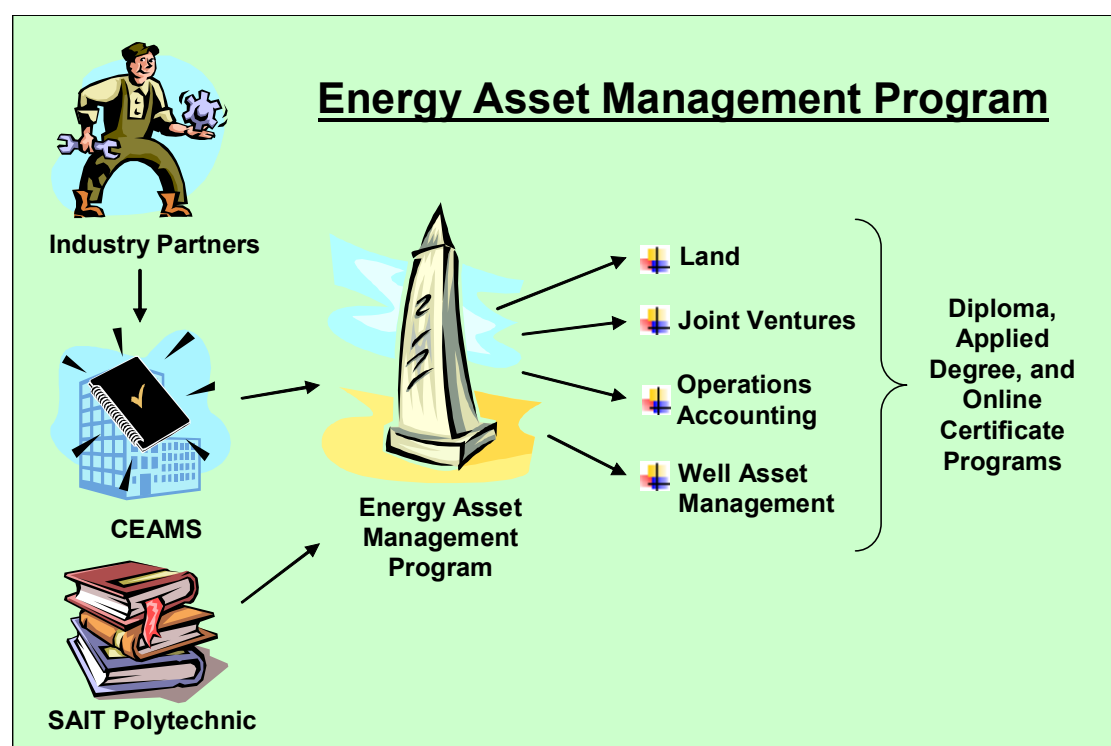 Energy Asset Management Program
Industry Partners
CEAMS
SAIT Polytechnic
Energy Asset
Management
Program
Land
Joint Ventures
Operations
Accounting
Well Asset
Management
Diploma,
Applied
Degree, and
Online
Certificate
Programs